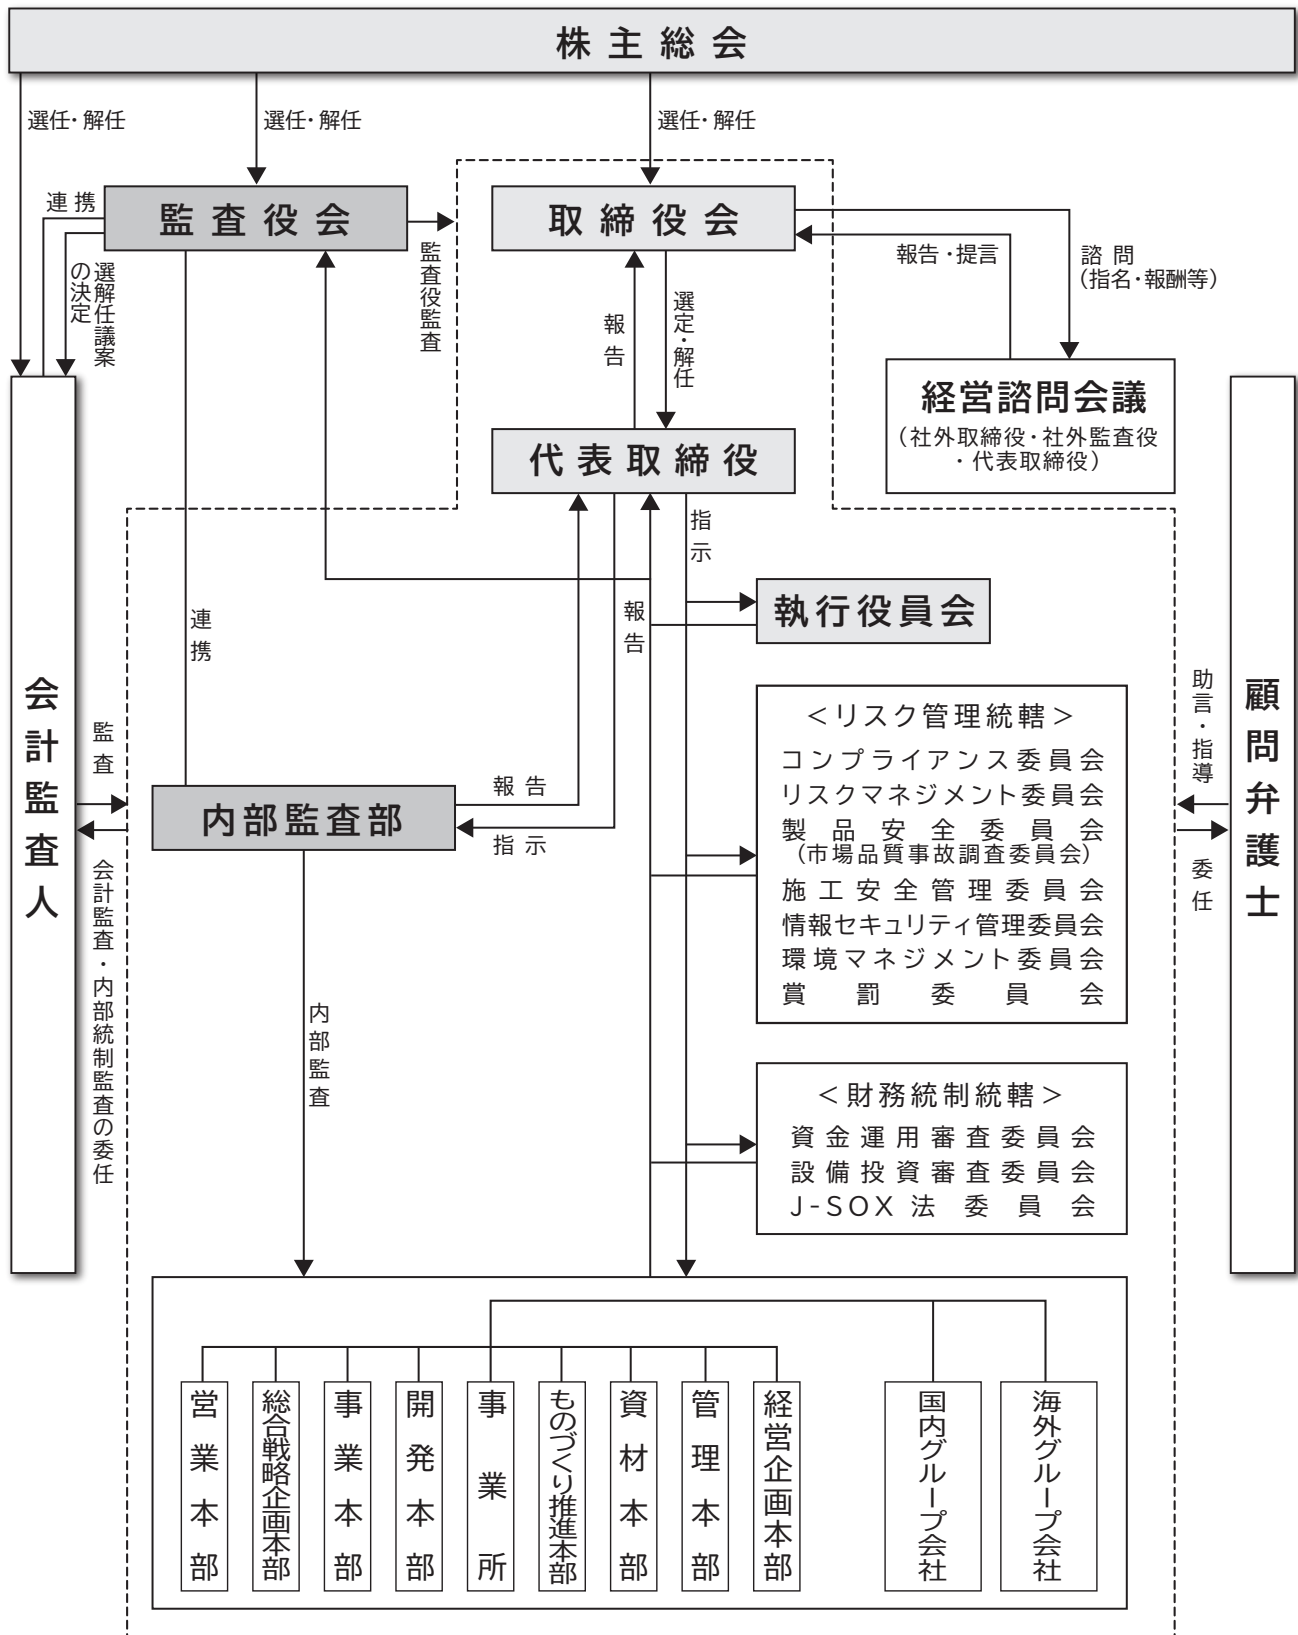 株主総会
選任・解任
選任・解任
選任・解任
連携
監査役会
取締役会
監査役監査
選解任議案
の決定
報告・提言
諮問
（指名・報酬等）
報告
選定・解任
経営諮問会議
（社外取締役・社外監査役
・代表取締役）
代表取締役
指示
執行役員会
連携
報告
会計監査人
顧問弁護士
＜リスク管理統轄＞
コンプライアンス委員会
リスクマネジメント委員会
製品安全委員会
（市場品質事故調査委員会）
施工安全管理委員会
情報セキュリティ管理委員会
環境マネジメント委員会
賞罰委員会
助言・指導
委任
監査
会計監査・内部統制監査の委任
内部監査部
報告
指示
内部監査
＜財務統制統轄＞
資金運用審査委員会
設備投資審査委員会
J-SOX法委員会
営業本部
総合戦略企画本部
事業本部
開発本部
事業所
ものづくり推進本部
資材本部
管理本部
経営企画本部
国内グループ会社
海外グループ会社